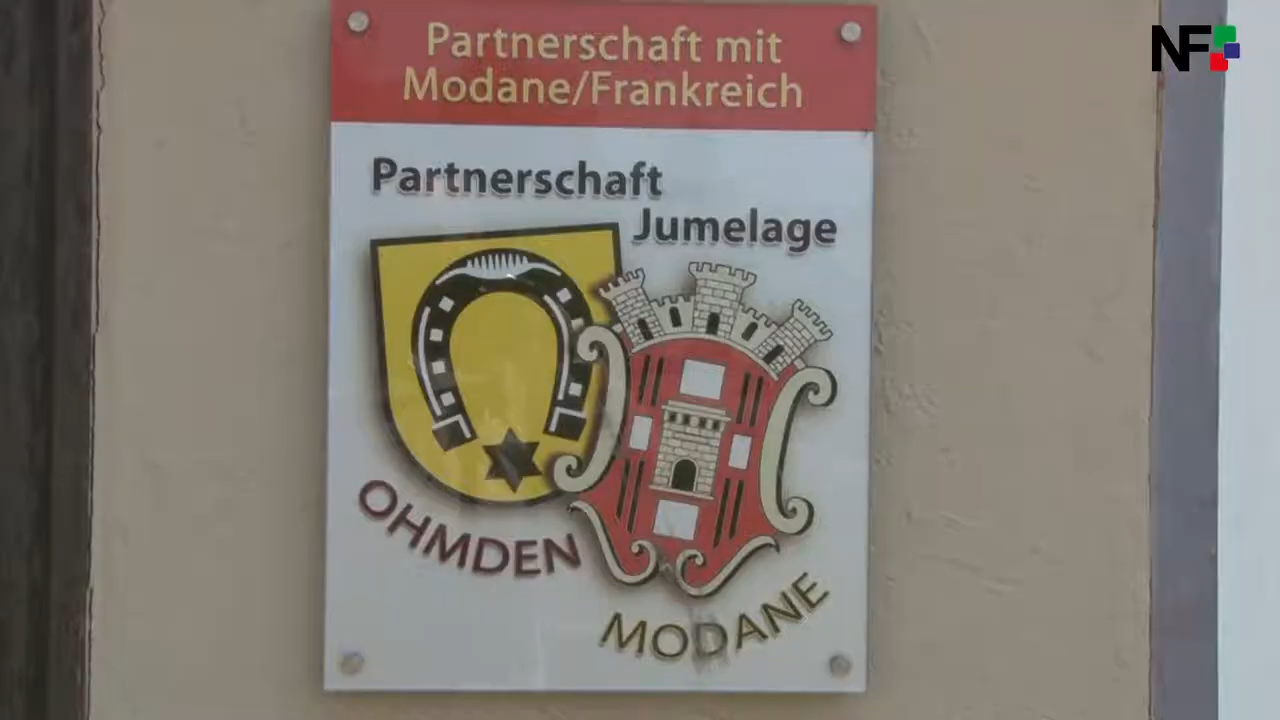 Partnerschaft mit
Modane/Frankreich
Partnerschaft
Jumelage
OHMDEN
MODANE
NF